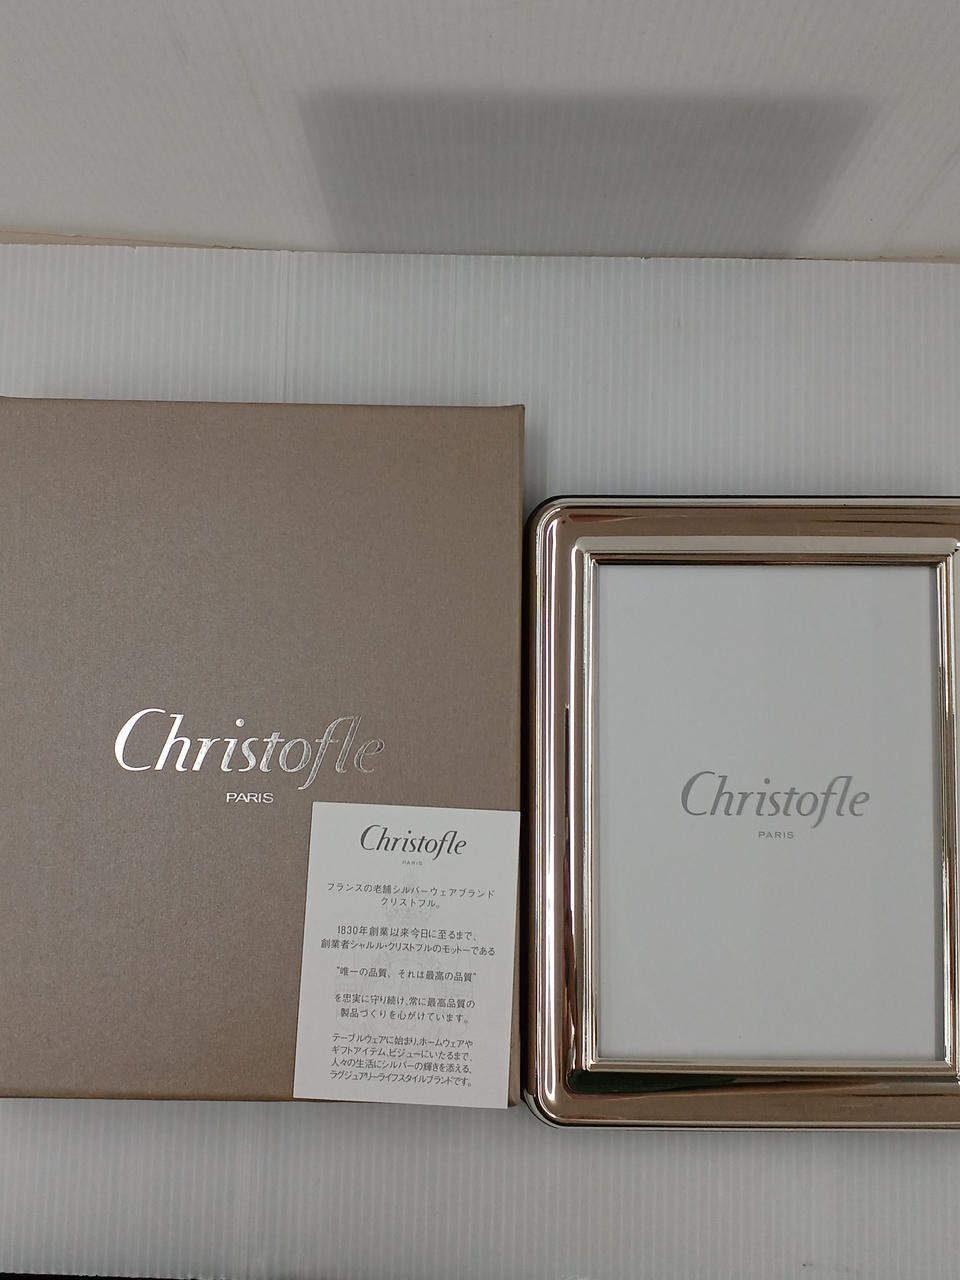 Christofle
PARIS
Christofle
PARIS
フランスの老舗シルバーウェアブランド
クリストフル。
1830年創業以来今日に至るまで、
創業者シャルル・クリストフルのモットーである
“唯一の品質、それは最高の品質”
を忠実に守り続け、常に最高品質の
製品づくりを心がけています。
テーブルウェアに始まり、ホームウェアや
ギフトアイテム、ビジューにいたるまで、
人々の生活にシルバーの輝きを添える、
ラグジュアリーライフスタイルブランドです。
Christofle
PARIS